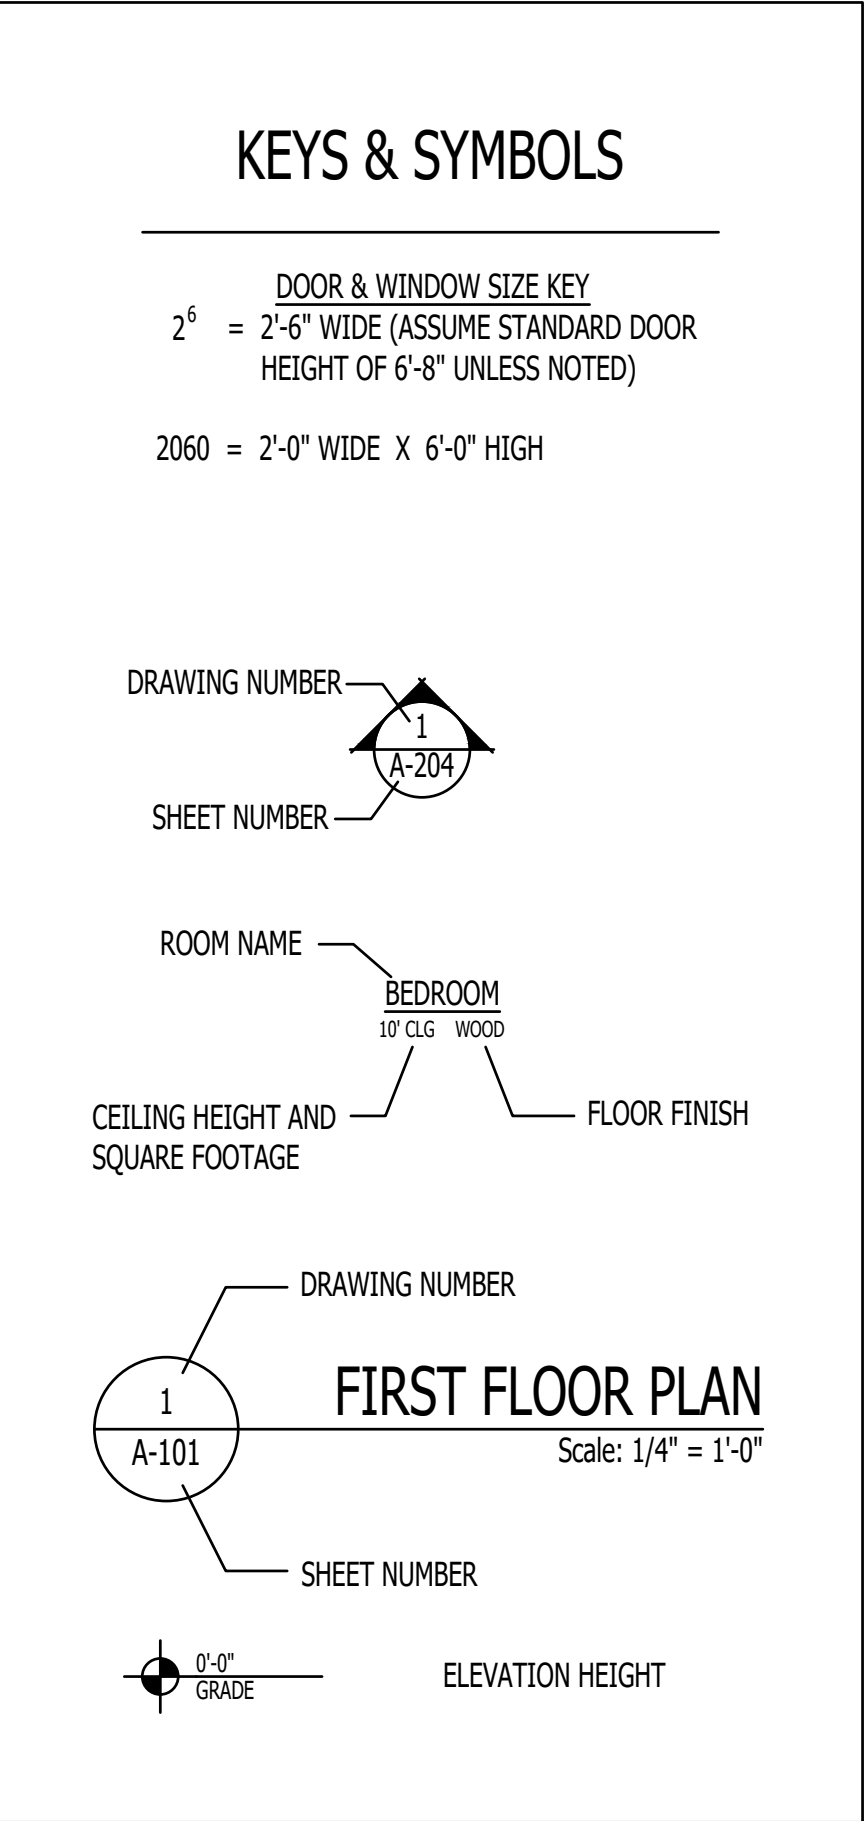 KEYS & SYMBOLS
DOOR & WINDOW SIZE KEY
2⁶ = 2'-6" WIDE (ASSUME STANDARD DOOR
HEIGHT OF 6'-8" UNLESS NOTED)
2060 = 2'-0" WIDE X 6'-0" HIGH
DRAWING NUMBER
1
A-204
SHEET NUMBER
ROOM NAME
BEDROOM
10' CLG WOOD
CEILING HEIGHT AND
SQUARE FOOTAGE
FLOOR FINISH
DRAWING NUMBER
1
A-101
FIRST FLOOR PLAN
Scale: 1/4" = 1'-0"
SHEET NUMBER
0'-0"
GRADE
ELEVATION HEIGHT